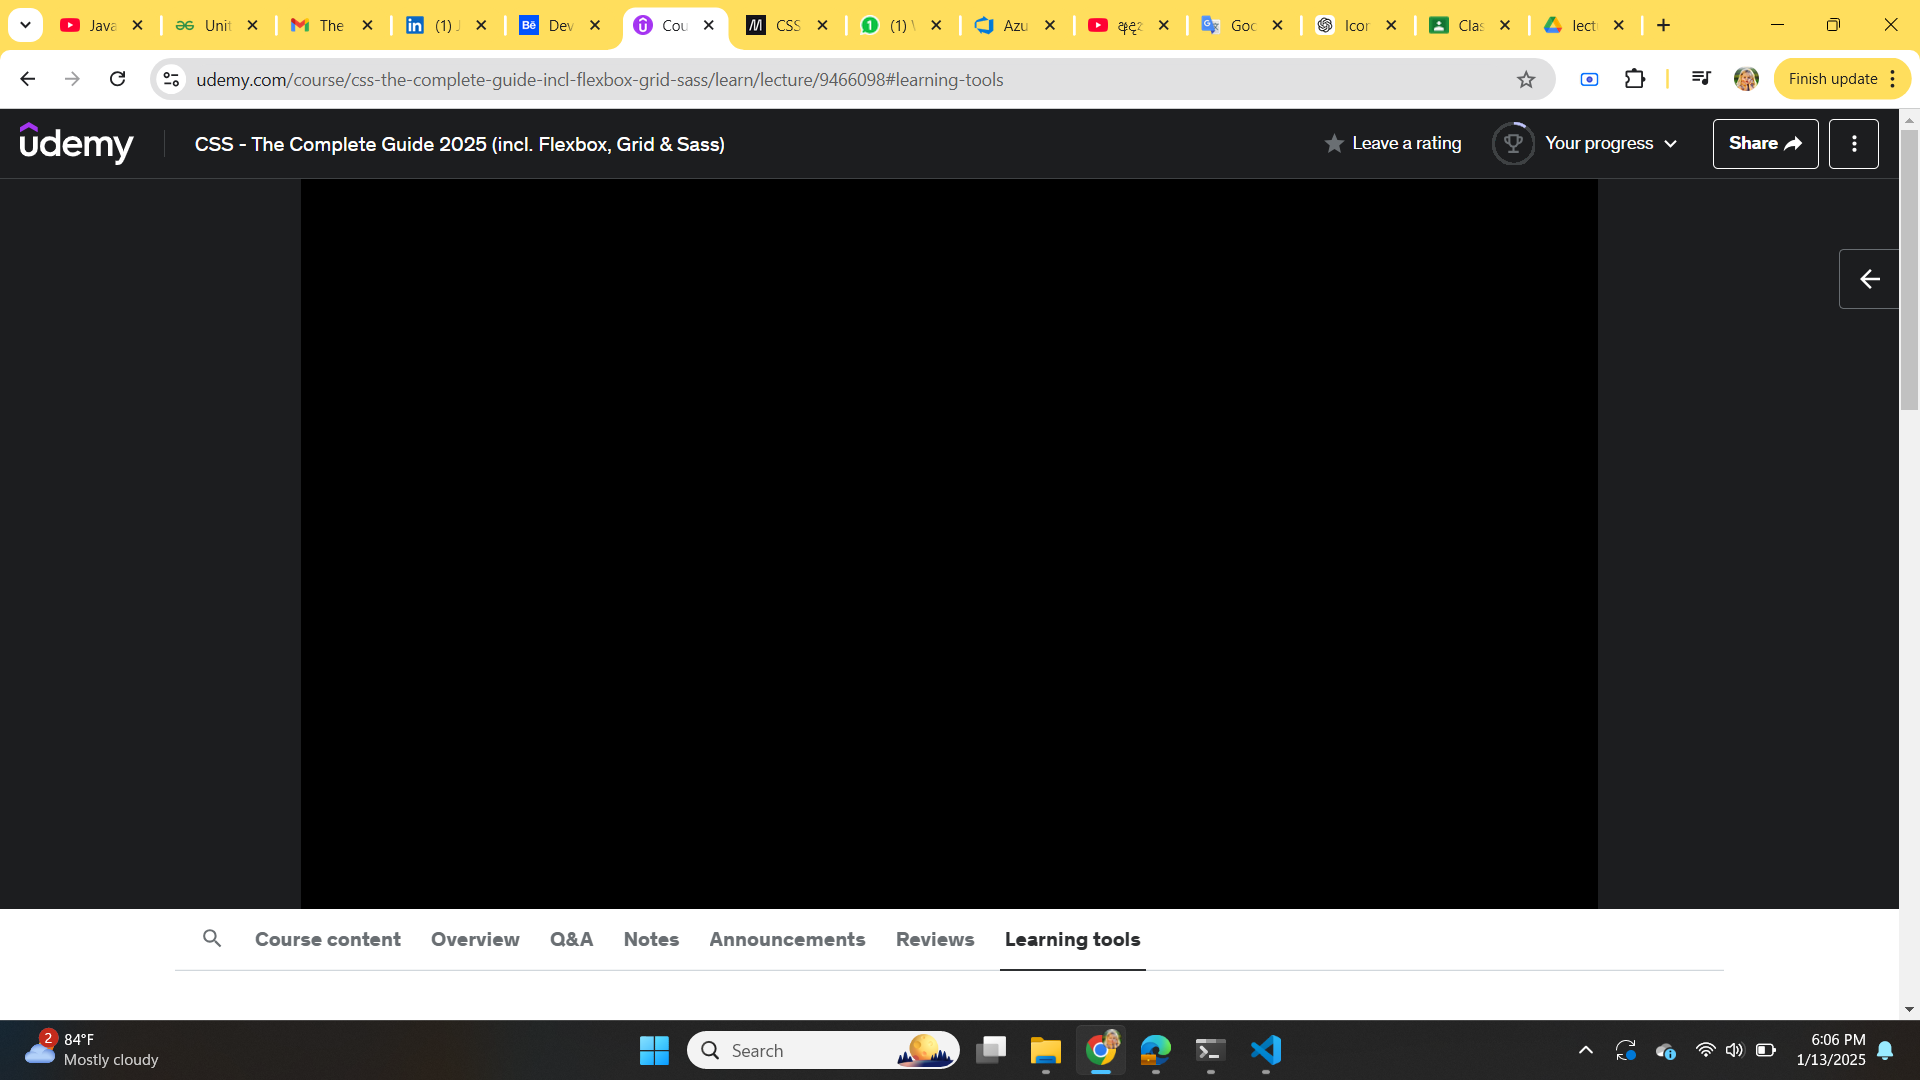 Java
Unit
The
(1) J
Dev
Cou
CSS
(1) W
Azu
Goo
Icor
Clas
lectu
udemy.com/course/css-the-complete-guide-incl-flexbox-grid-sass/learn/lecture/9466098#learning-tools
Finish update
udemy
CSS - The Complete Guide 2025 (incl. Flexbox, Grid & Sass)
Leave a rating
Your progress
Share
Course content
Overview
Q&A
Notes
Announcements
Reviews
Learning tools
2
84°F
Mostly cloudy
Search
6:06 PM
1/13/2025